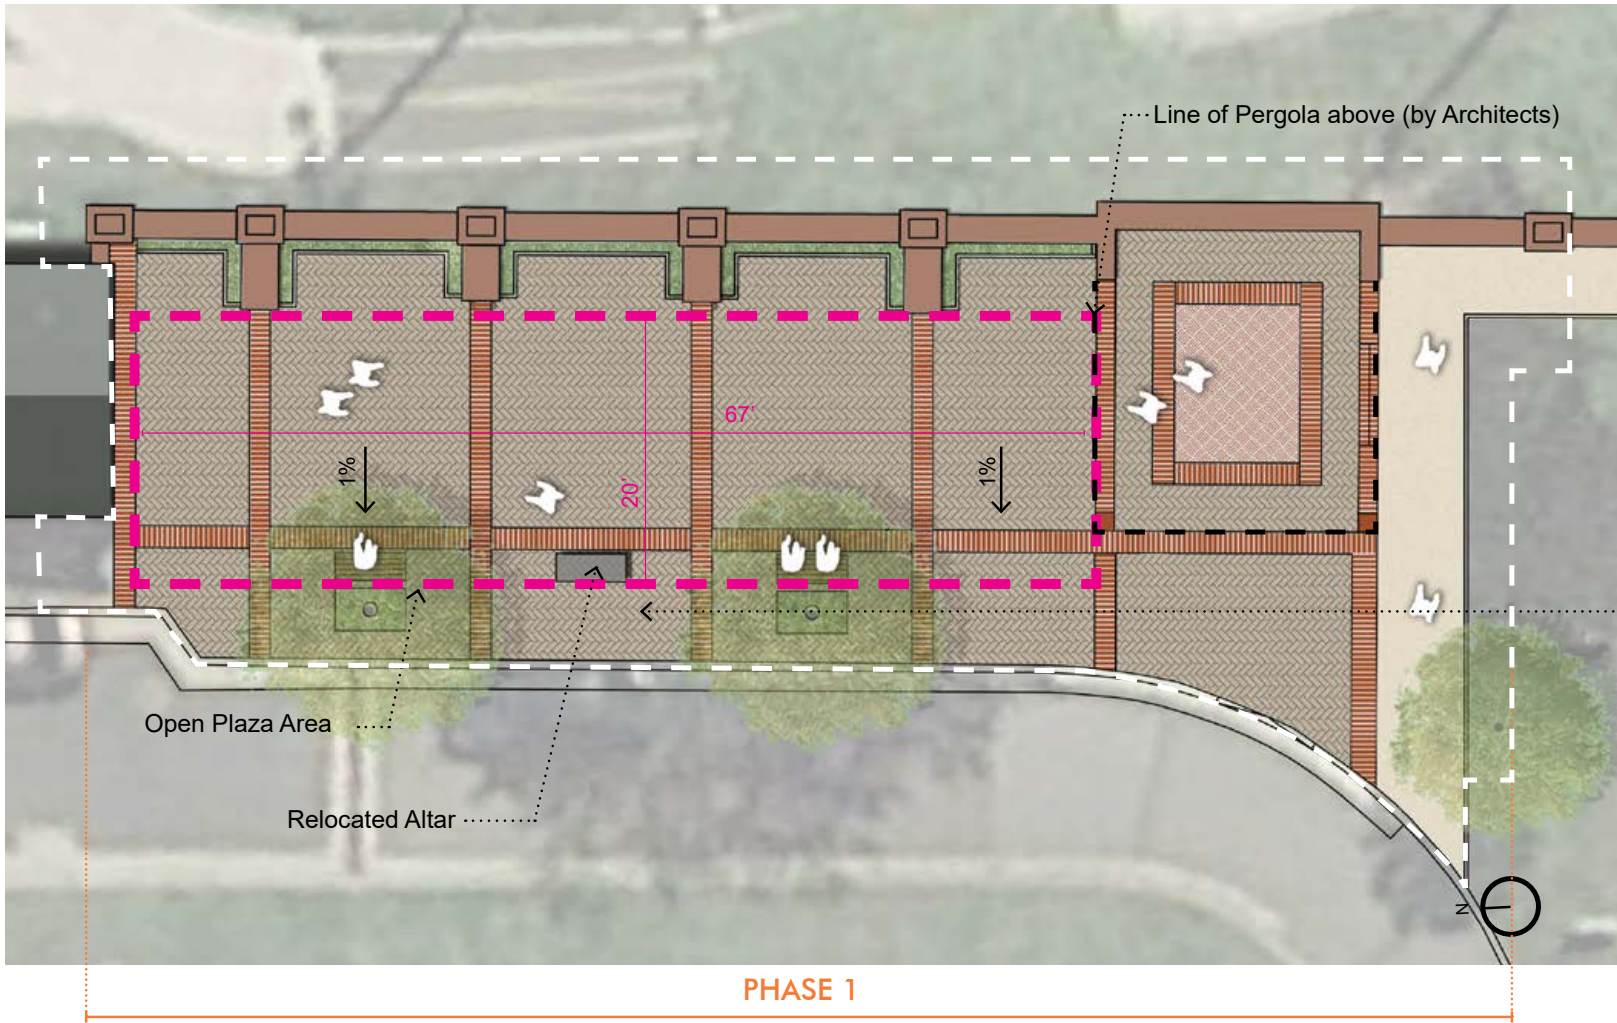 Line of Pergola above (by Architects)
67'
1%
1%
20'
Open Plaza Area
Relocated Altar
N
PHASE 1